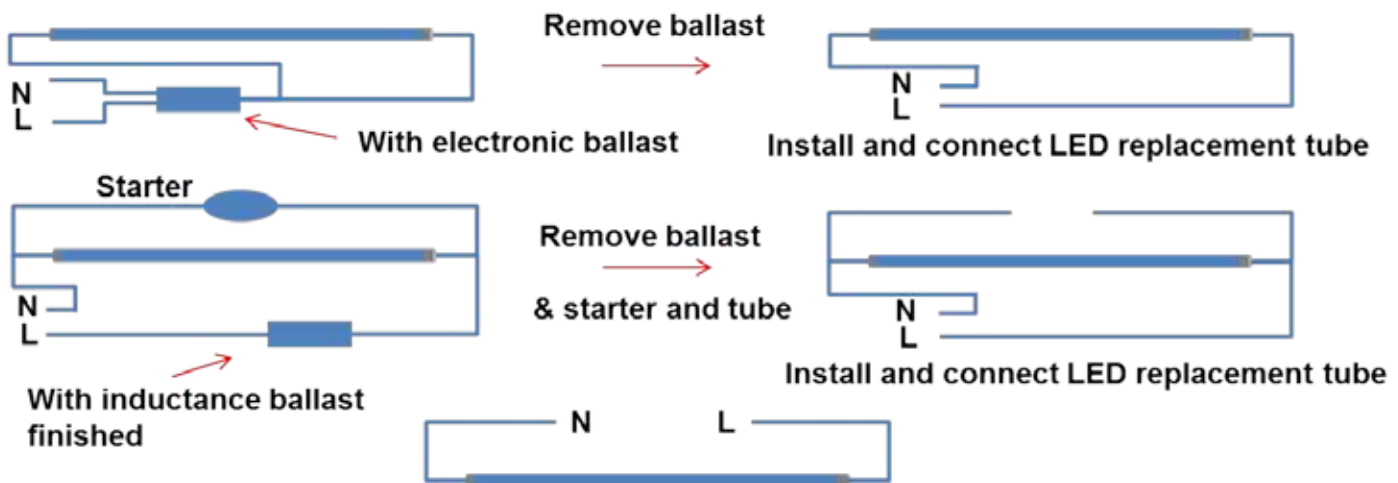 Remove ballast
N
L
With electronic ballast
N
L
Install and connect LED replacement tube
Starter
Remove ballast
& starter and tube
N
L
With inductance ballast
finished
N
L
Install and connect LED replacement tube
N L